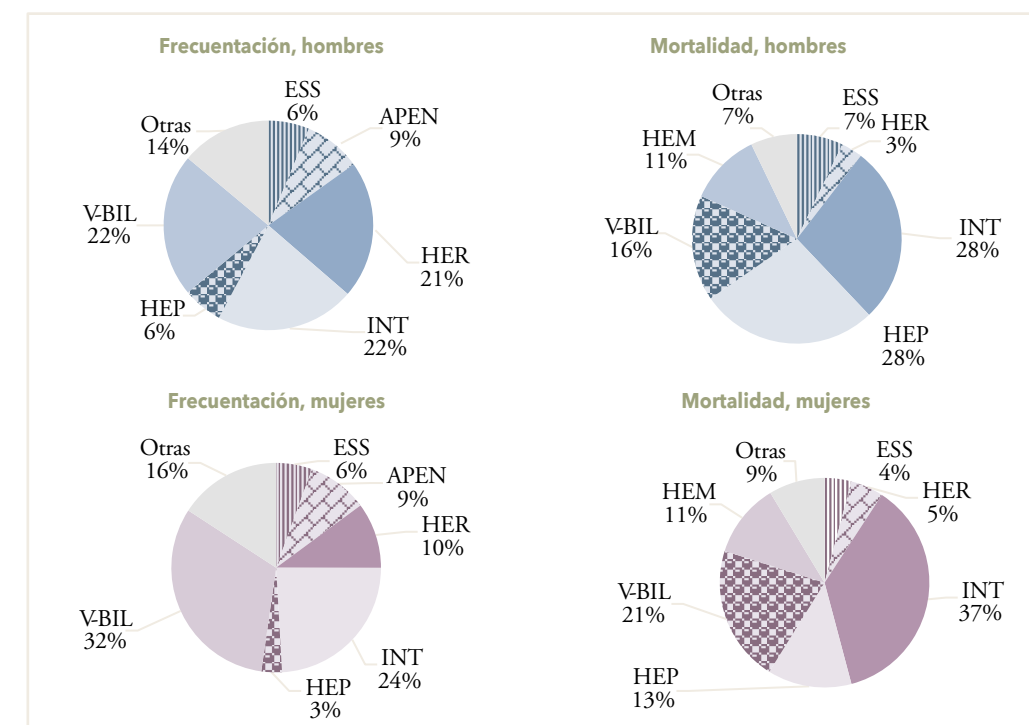 Frecuentación, hombres
ESS
6%
APEN
9%
HER
21%
INT
22%
HEP
6%
V-BIL
22%
Otras
14%
Mortalidad, hombres
ESS
7%
HER
3%
INT
28%
HEP
28%
V-BIL
16%
HEM
11%
Otras
7%
Frecuentación, mujeres
ESS
6%
APEN
9%
HER
10%
INT
24%
HEP
3%
V-BIL
32%
Otras
16%
Mortalidad, mujeres
ESS
4%
HER
5%
INT
37%
HEP
13%
V-BIL
21%
HEM
11%
Otras
9%